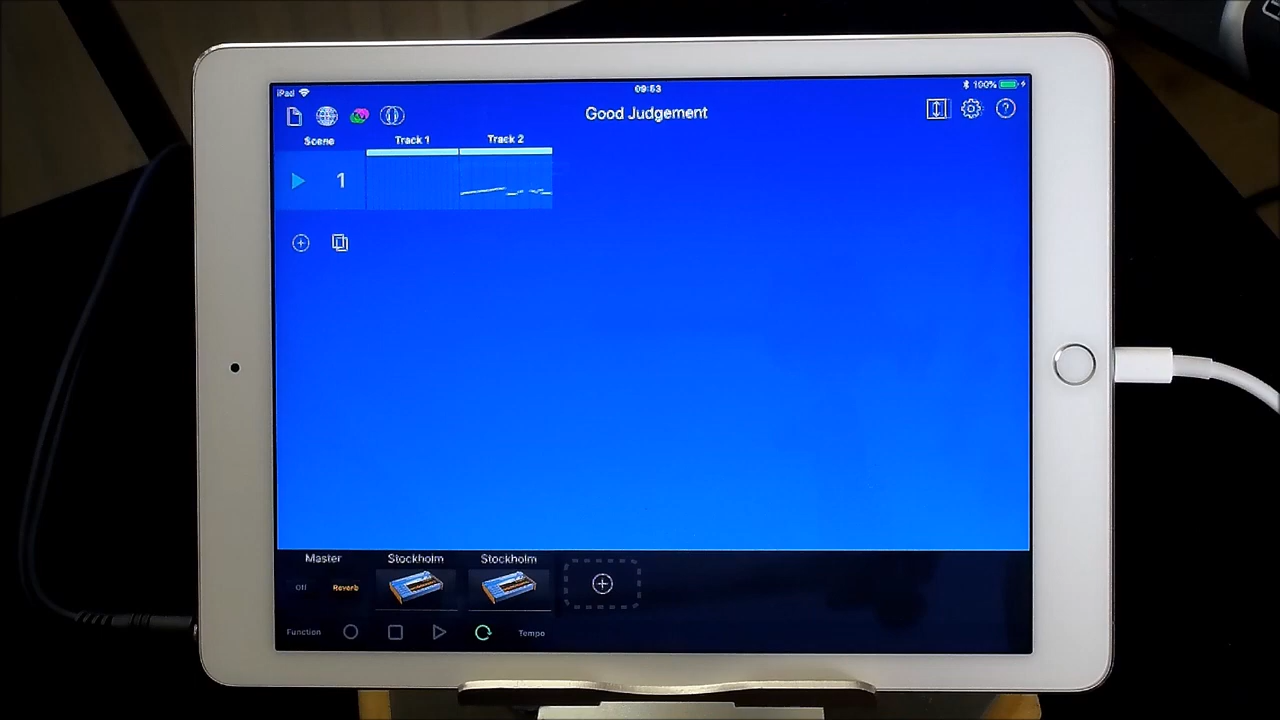 iPad 09:53 100%
Good Judgement
?
Scene Track 1 Track 2
1
Master Stockholm Stockholm
Off Reverb
Function Tempo